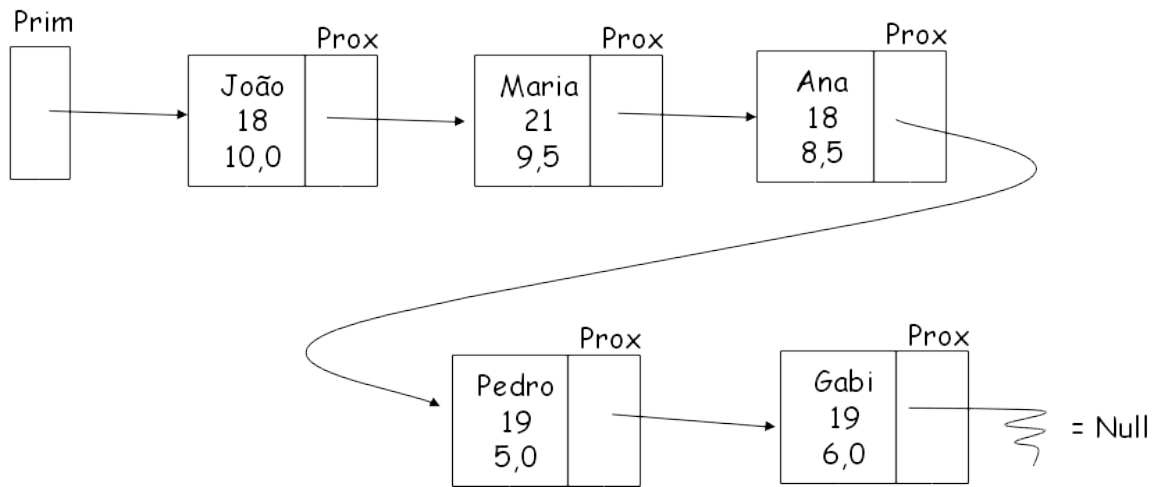 Prim
Prox
João
18
10,0
Prox
Maria
21
9,5
Prox
Ana
18
8,5
Prox
Pedro
19
5,0
Prox
Gabi
19
6,0
= Null